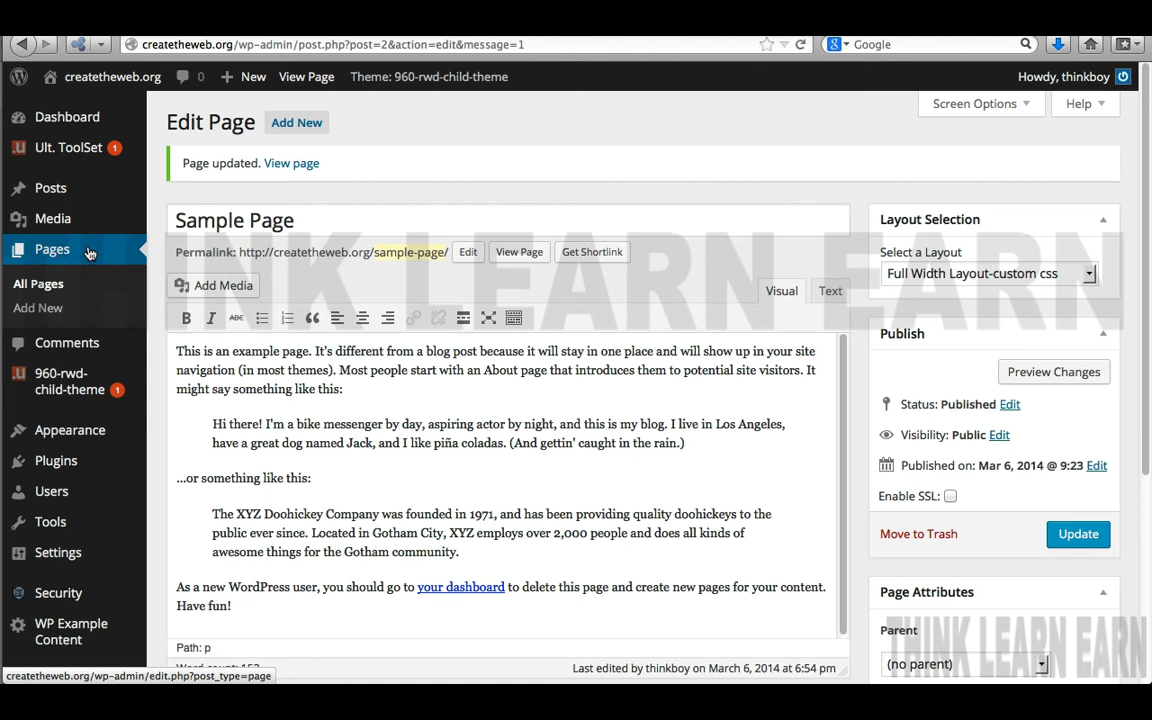 createtheweb.org/wp-admin/post.php?post=2&action=edit&message=1
Google
createtheweb.org
0
New
View Page
Theme: 960-rwd-child-theme
Howdy, thinkboy
Dashboard
Ult. ToolSet 1
Posts
Media
Pages
All Pages
Add New
Comments
960-rwd-
child-theme 1
Appearance
Plugins
Users
Tools
Settings
Security
WP Example
Content
createtheweb.org/wp-admin/edit.php?post_type=page
Screen Options
Help
Edit Page
Add New
Page updated. View page
Sample Page
Permalink: http://createtheweb.org/sample-page/
Edit
View Page
Get Shortlink
Add Media
Visual
Text
B I ABC
This is an example page. It's different from a blog post because it will stay in one place and will show up in your site
navigation (in most themes). Most people start with an About page that introduces them to potential site visitors. It
might say something like this:
Hi there! I'm a bike messenger by day, aspiring actor by night, and this is my blog. I live in Los Angeles,
have a great dog named Jack, and I like piña coladas. (And gettin' caught in the rain.)
...or something like this:
The XYZ Doohickey Company was founded in 1971, and has been providing quality doohickeys to the
public ever since. Located in Gotham City, XYZ employs over 2,000 people and does all kinds of
awesome things for the Gotham community.
As a new WordPress user, you should go to your dashboard to delete this page and create new pages for your content.
Have fun!
Path: p
Word count: 153
Last edited by thinkboy on March 6, 2014 at 6:54 pm
Layout Selection
Select a Layout
Full Width Layout-custom css
Publish
Preview Changes
Status: Published Edit
Visibility: Public Edit
Published on: Mar 6, 2014 @ 9:23 Edit
Enable SSL:
Move to Trash
Update
Page Attributes
Parent
(no parent)
THINK LEARN EARN
THINK LEARN EARN